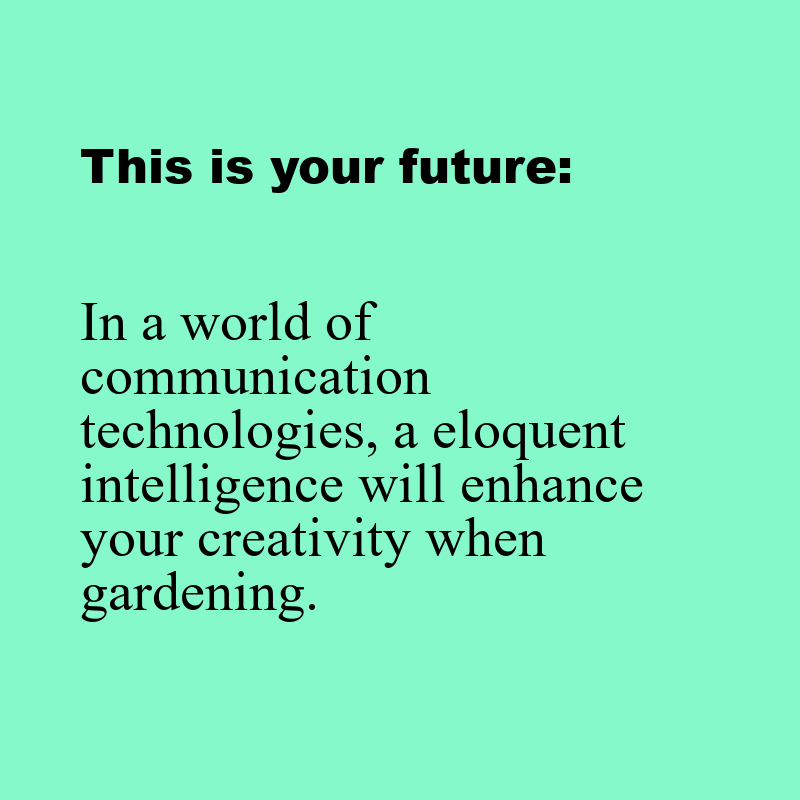 This is your future:
In a world of
communication
technologies, a eloquent
intelligence will enhance
your creativity when
gardening.